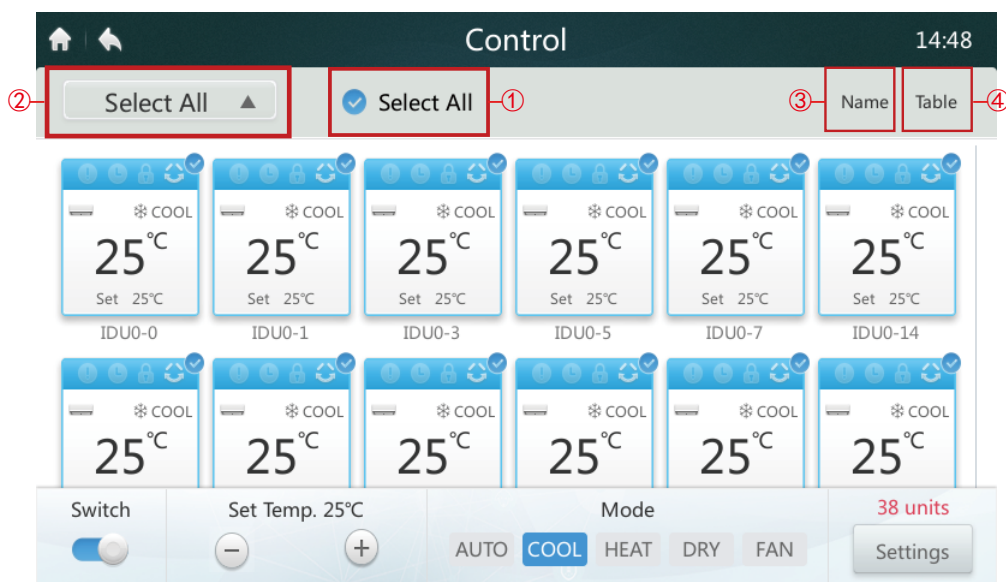 Control 14:48
② Select All ▲ Select All ① ③ Name Table ④
COOL COOL COOL COOL COOL COOL
25℃ 25℃ 25℃ 25℃ 25℃ 25℃
Set 25℃ Set 25℃ Set 25℃ Set 25℃ Set 25℃ Set 25℃
IDU0-0 IDU0-1 IDU0-3 IDU0-5 IDU0-7 IDU0-14
COOL COOL COOL COOL COOL COOL
25℃ 25℃ 25℃ 25℃ 25℃ 25℃
Switch Set Temp. 25℃ Mode 38 units
− + AUTO COOL HEAT DRY FAN Settings